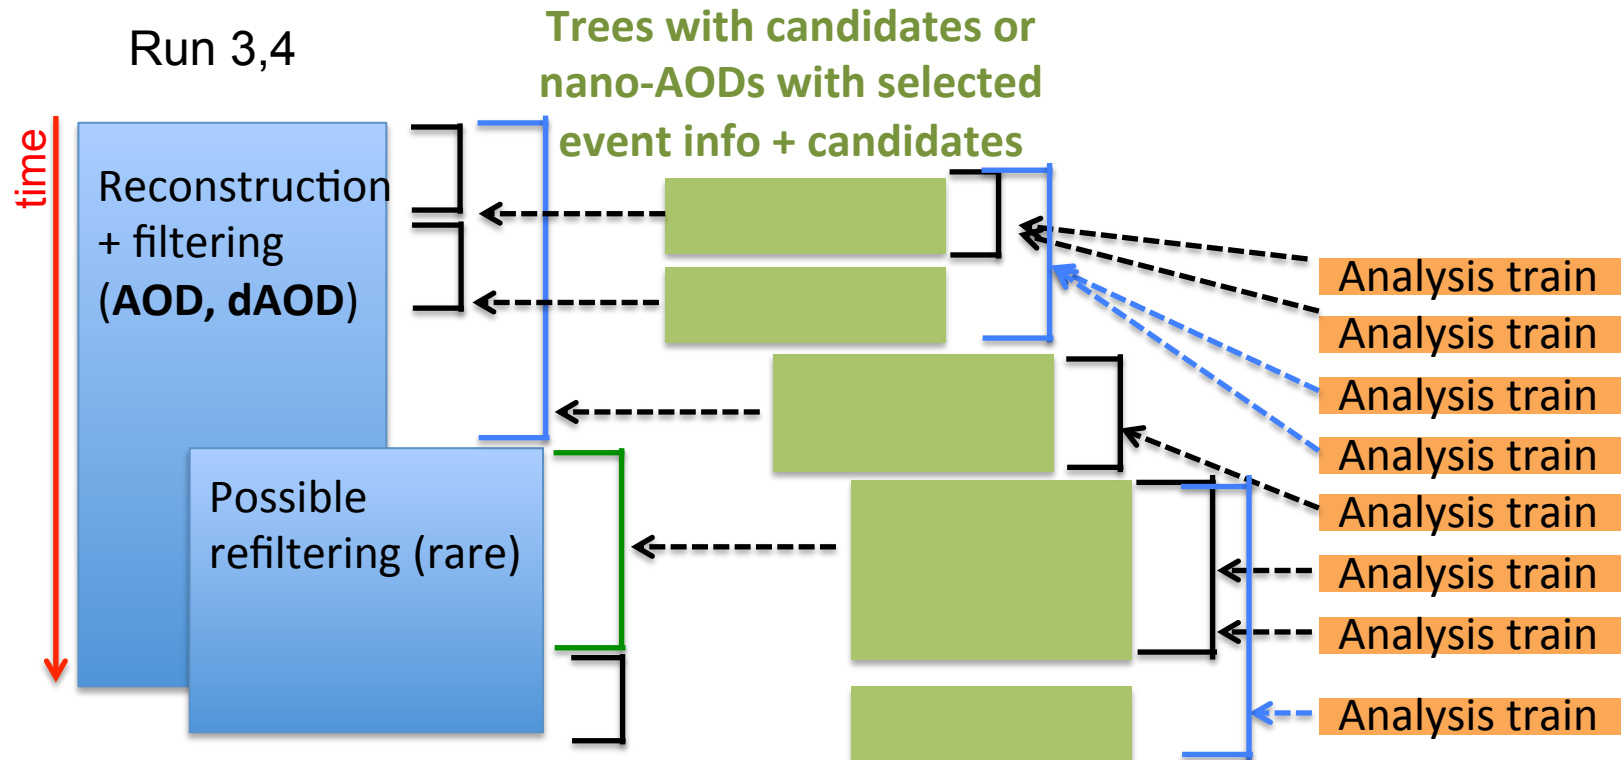 Run 3,4
Trees with candidates or
nano-AODs with selected
event info + candidates
time
Reconstruction
+ filtering
(AOD, dAOD)
Possible
refiltering (rare)
Analysis train
Analysis train
Analysis train
Analysis train
Analysis train
Analysis train
Analysis train
Analysis train